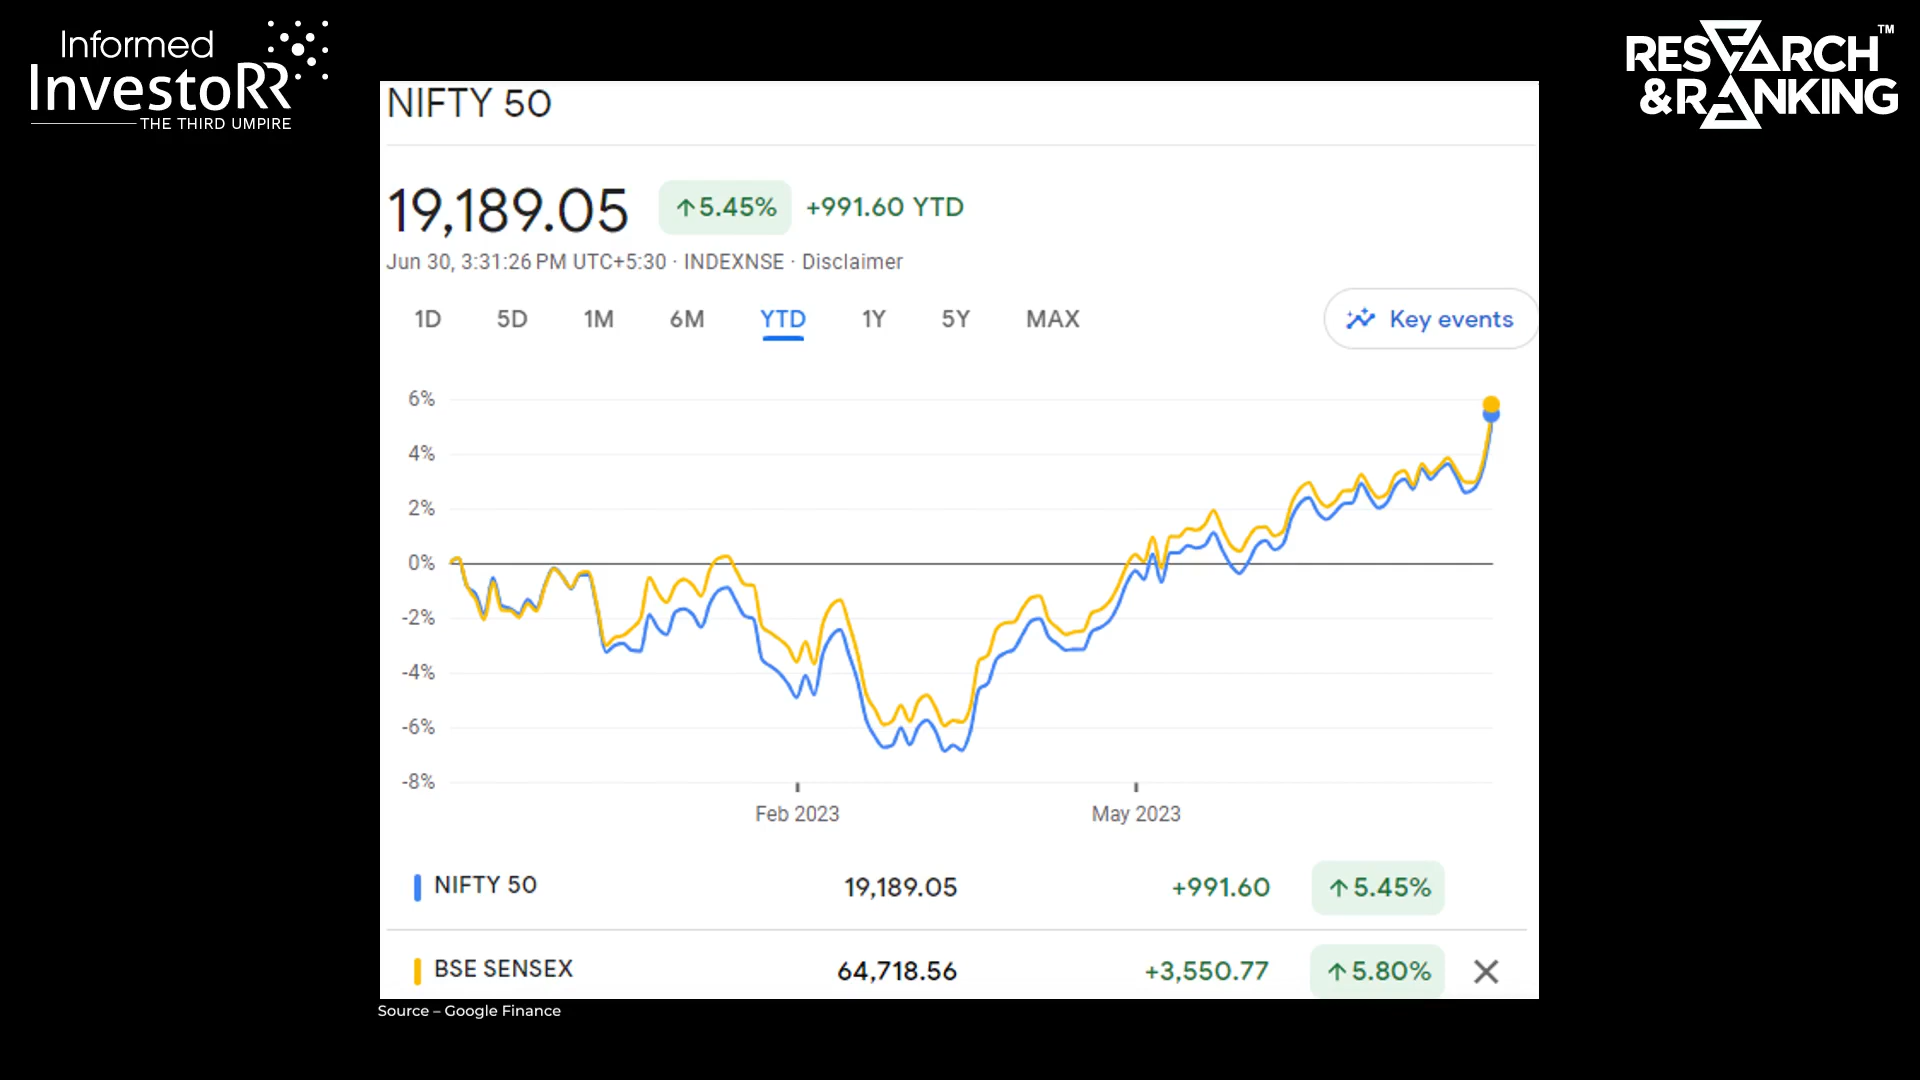 Informed
InvestoRR
THE THIRD UMPIRE
RESEARCH™
&RANKING
NIFTY 50
19,189.05 ↑5.45% +991.60 YTD
Jun 30, 3:31:26 PM UTC+5:30 · INDEXNSE · Disclaimer
1D 5D 1M 6M YTD 1Y 5Y MAX Key events
6%
4%
2%
0%
-2%
-4%
-6%
-8%
Feb 2023 May 2023
NIFTY 50 19,189.05 +991.60 ↑5.45%
BSE SENSEX 64,718.56 +3,550.77 ↑5.80%
Source – Google Finance